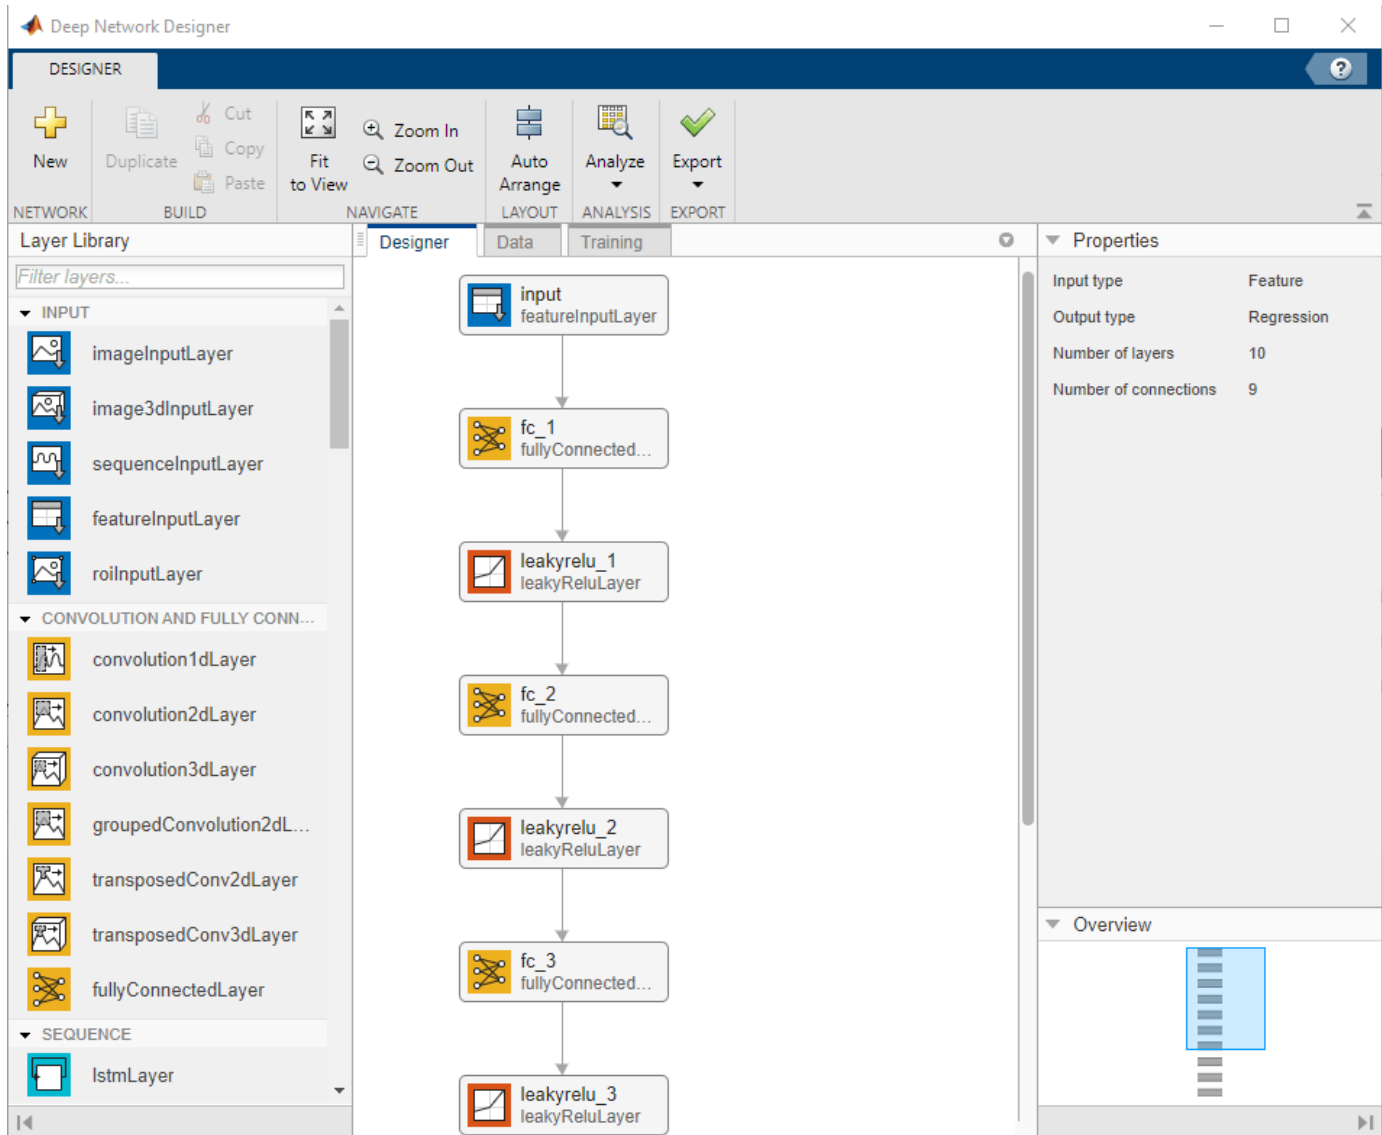 Deep Network Designer
DESIGNER
?
New
Duplicate
Cut
Copy
Paste
Fit
to View
Zoom In
Zoom Out
Auto
Arrange
Analyze
Export
NETWORK
BUILD
NAVIGATE
LAYOUT
ANALYSIS
EXPORT
Layer Library
Filter layers...
INPUT
imageInputLayer
image3dInputLayer
sequenceInputLayer
featureInputLayer
roiInputLayer
CONVOLUTION AND FULLY CONN...
convolution1dLayer
convolution2dLayer
convolution3dLayer
groupedConvolution2dL...
transposedConv2dLayer
transposedConv3dLayer
fullyConnectedLayer
SEQUENCE
lstmLayer
Designer
Data
Training
input
featureInputLayer
fc_1
fullyConnected...
leakyrelu_1
leakyReluLayer
fc_2
fullyConnected...
leakyrelu_2
leakyReluLayer
fc_3
fullyConnected...
leakyrelu_3
leakyReluLayer
Properties
Input type Feature
Output type Regression
Number of layers 10
Number of connections 9
Overview